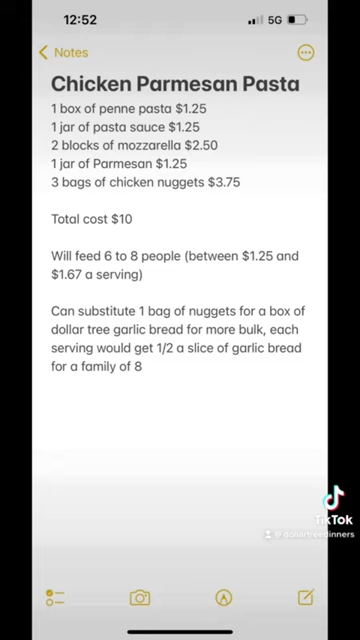 12:52
5G
Notes
Chicken Parmesan Pasta
1 box of penne pasta $1.25
1 jar of pasta sauce $1.25
2 blocks of mozzarella $2.50
1 jar of Parmesan $1.25
3 bags of chicken nuggets $3.75
Total cost $10
Will feed 6 to 8 people (between $1.25 and
$1.67 a serving)
Can substitute 1 bag of nuggets for a box of
dollar tree garlic bread for more bulk, each
serving would get 1/2 a slice of garlic bread
for a family of 8
TikTok
@dollartreedinners